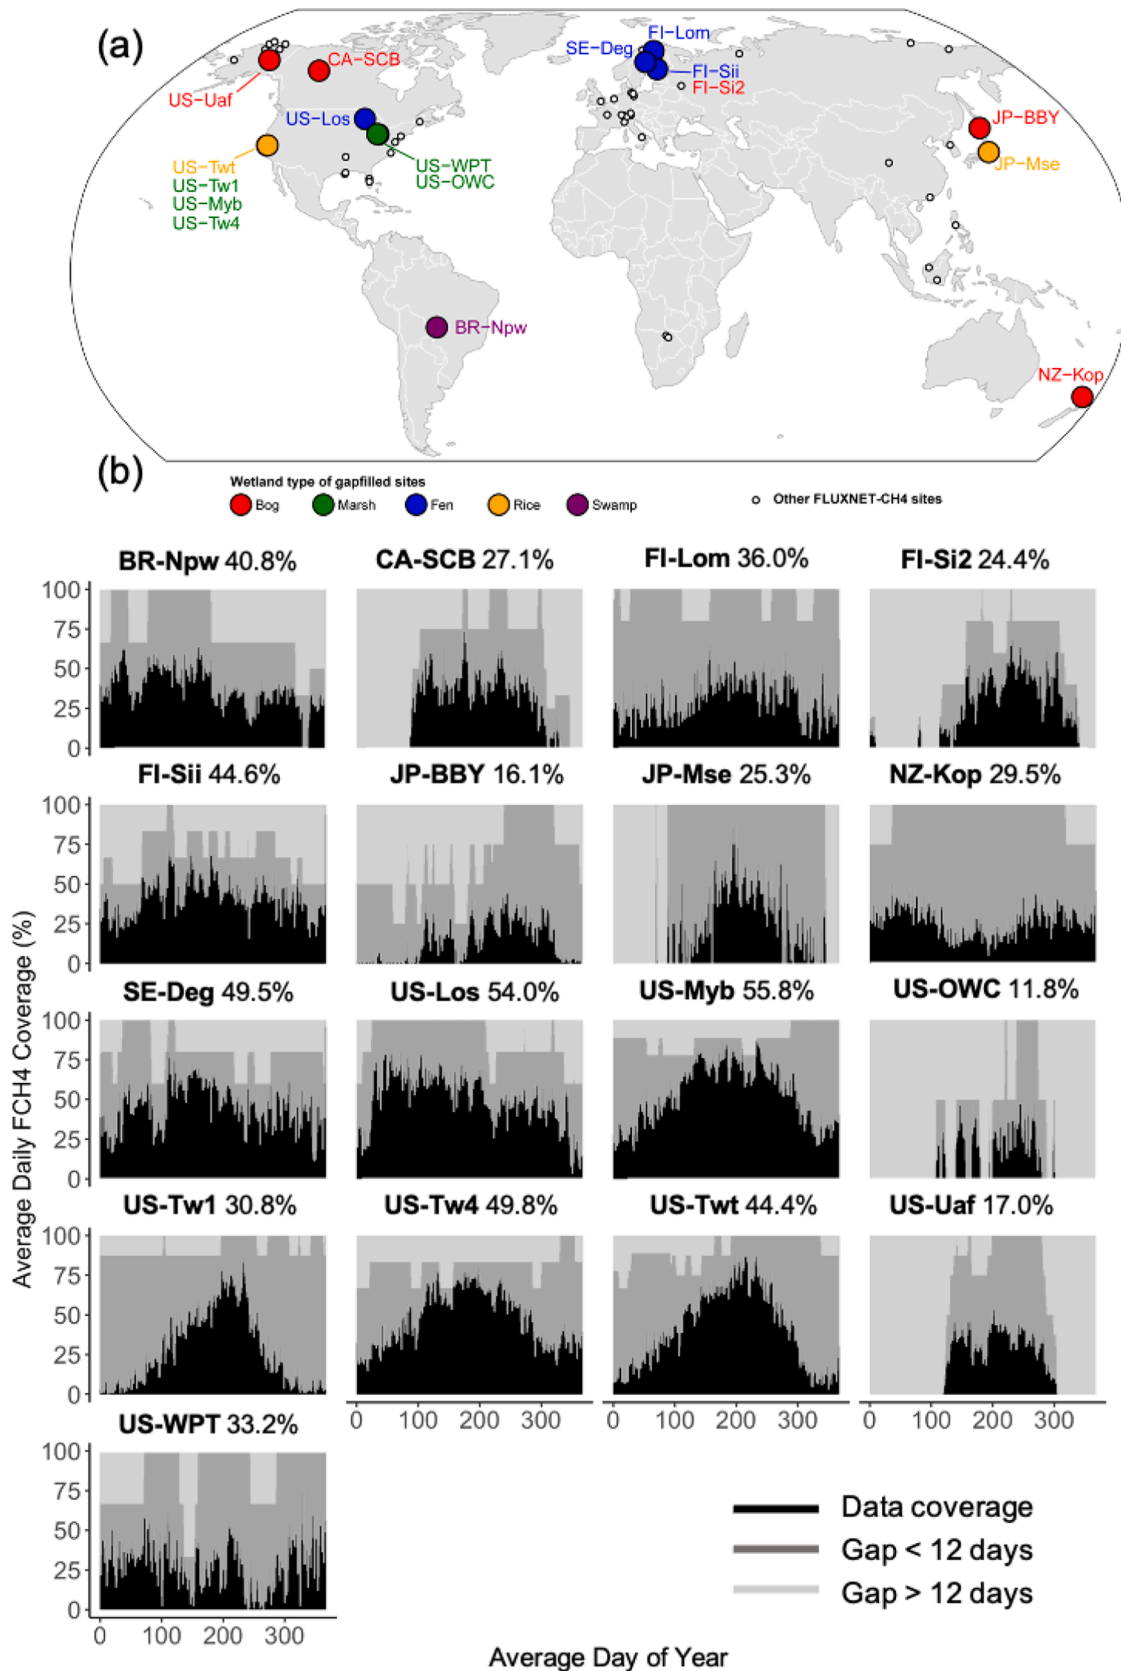 (a)
FI−Lom
SE−Deg
FI−Sii
FI−Si2
CA−SCB
US−Uaf
US−Los
US−WPT
US−OWC
US−Twt
US−Tw1
US−Myb
US−Tw4
JP−BBY
JP−Mse
BR−Npw
NZ−Kop
(b)
Wetland type of gapfilled sites
Bog Marsh Fen Rice Swamp
Other FLUXNET-CH4 sites
BR-Npw 40.8% CA-SCB 27.1% FI-Lom 36.0% FI-Si2 24.4%
100
75
50
25
0
FI-Sii 44.6% JP-BBY 16.1% JP-Mse 25.3% NZ-Kop 29.5%
100
75
50
25
0
SE-Deg 49.5% US-Los 54.0% US-Myb 55.8% US-OWC 11.8%
100
75
50
25
0
US-Tw1 30.8% US-Tw4 49.8% US-Twt 44.4% US-Uaf 17.0%
100
75
50
25
0
0 100 200 300 0 100 200 300 0 100 200 300
US-WPT 33.2%
100
75
50
25
0
0 100 200 300
Average Daily FCH4 Coverage (%)
Data coverage
Gap < 12 days
Gap > 12 days
Average Day of Year